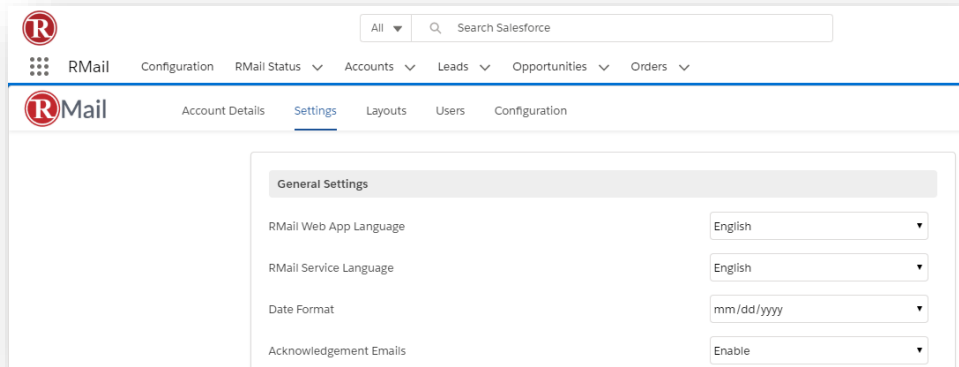 R
All Search Salesforce
RMail Configuration RMail Status Accounts Leads Opportunities Orders
RMail Account Details Settings Layouts Users Configuration
General Settings
RMail Web App Language English
RMail Service Language English
Date Format mm/dd/yyyy
Acknowledgement Emails Enable